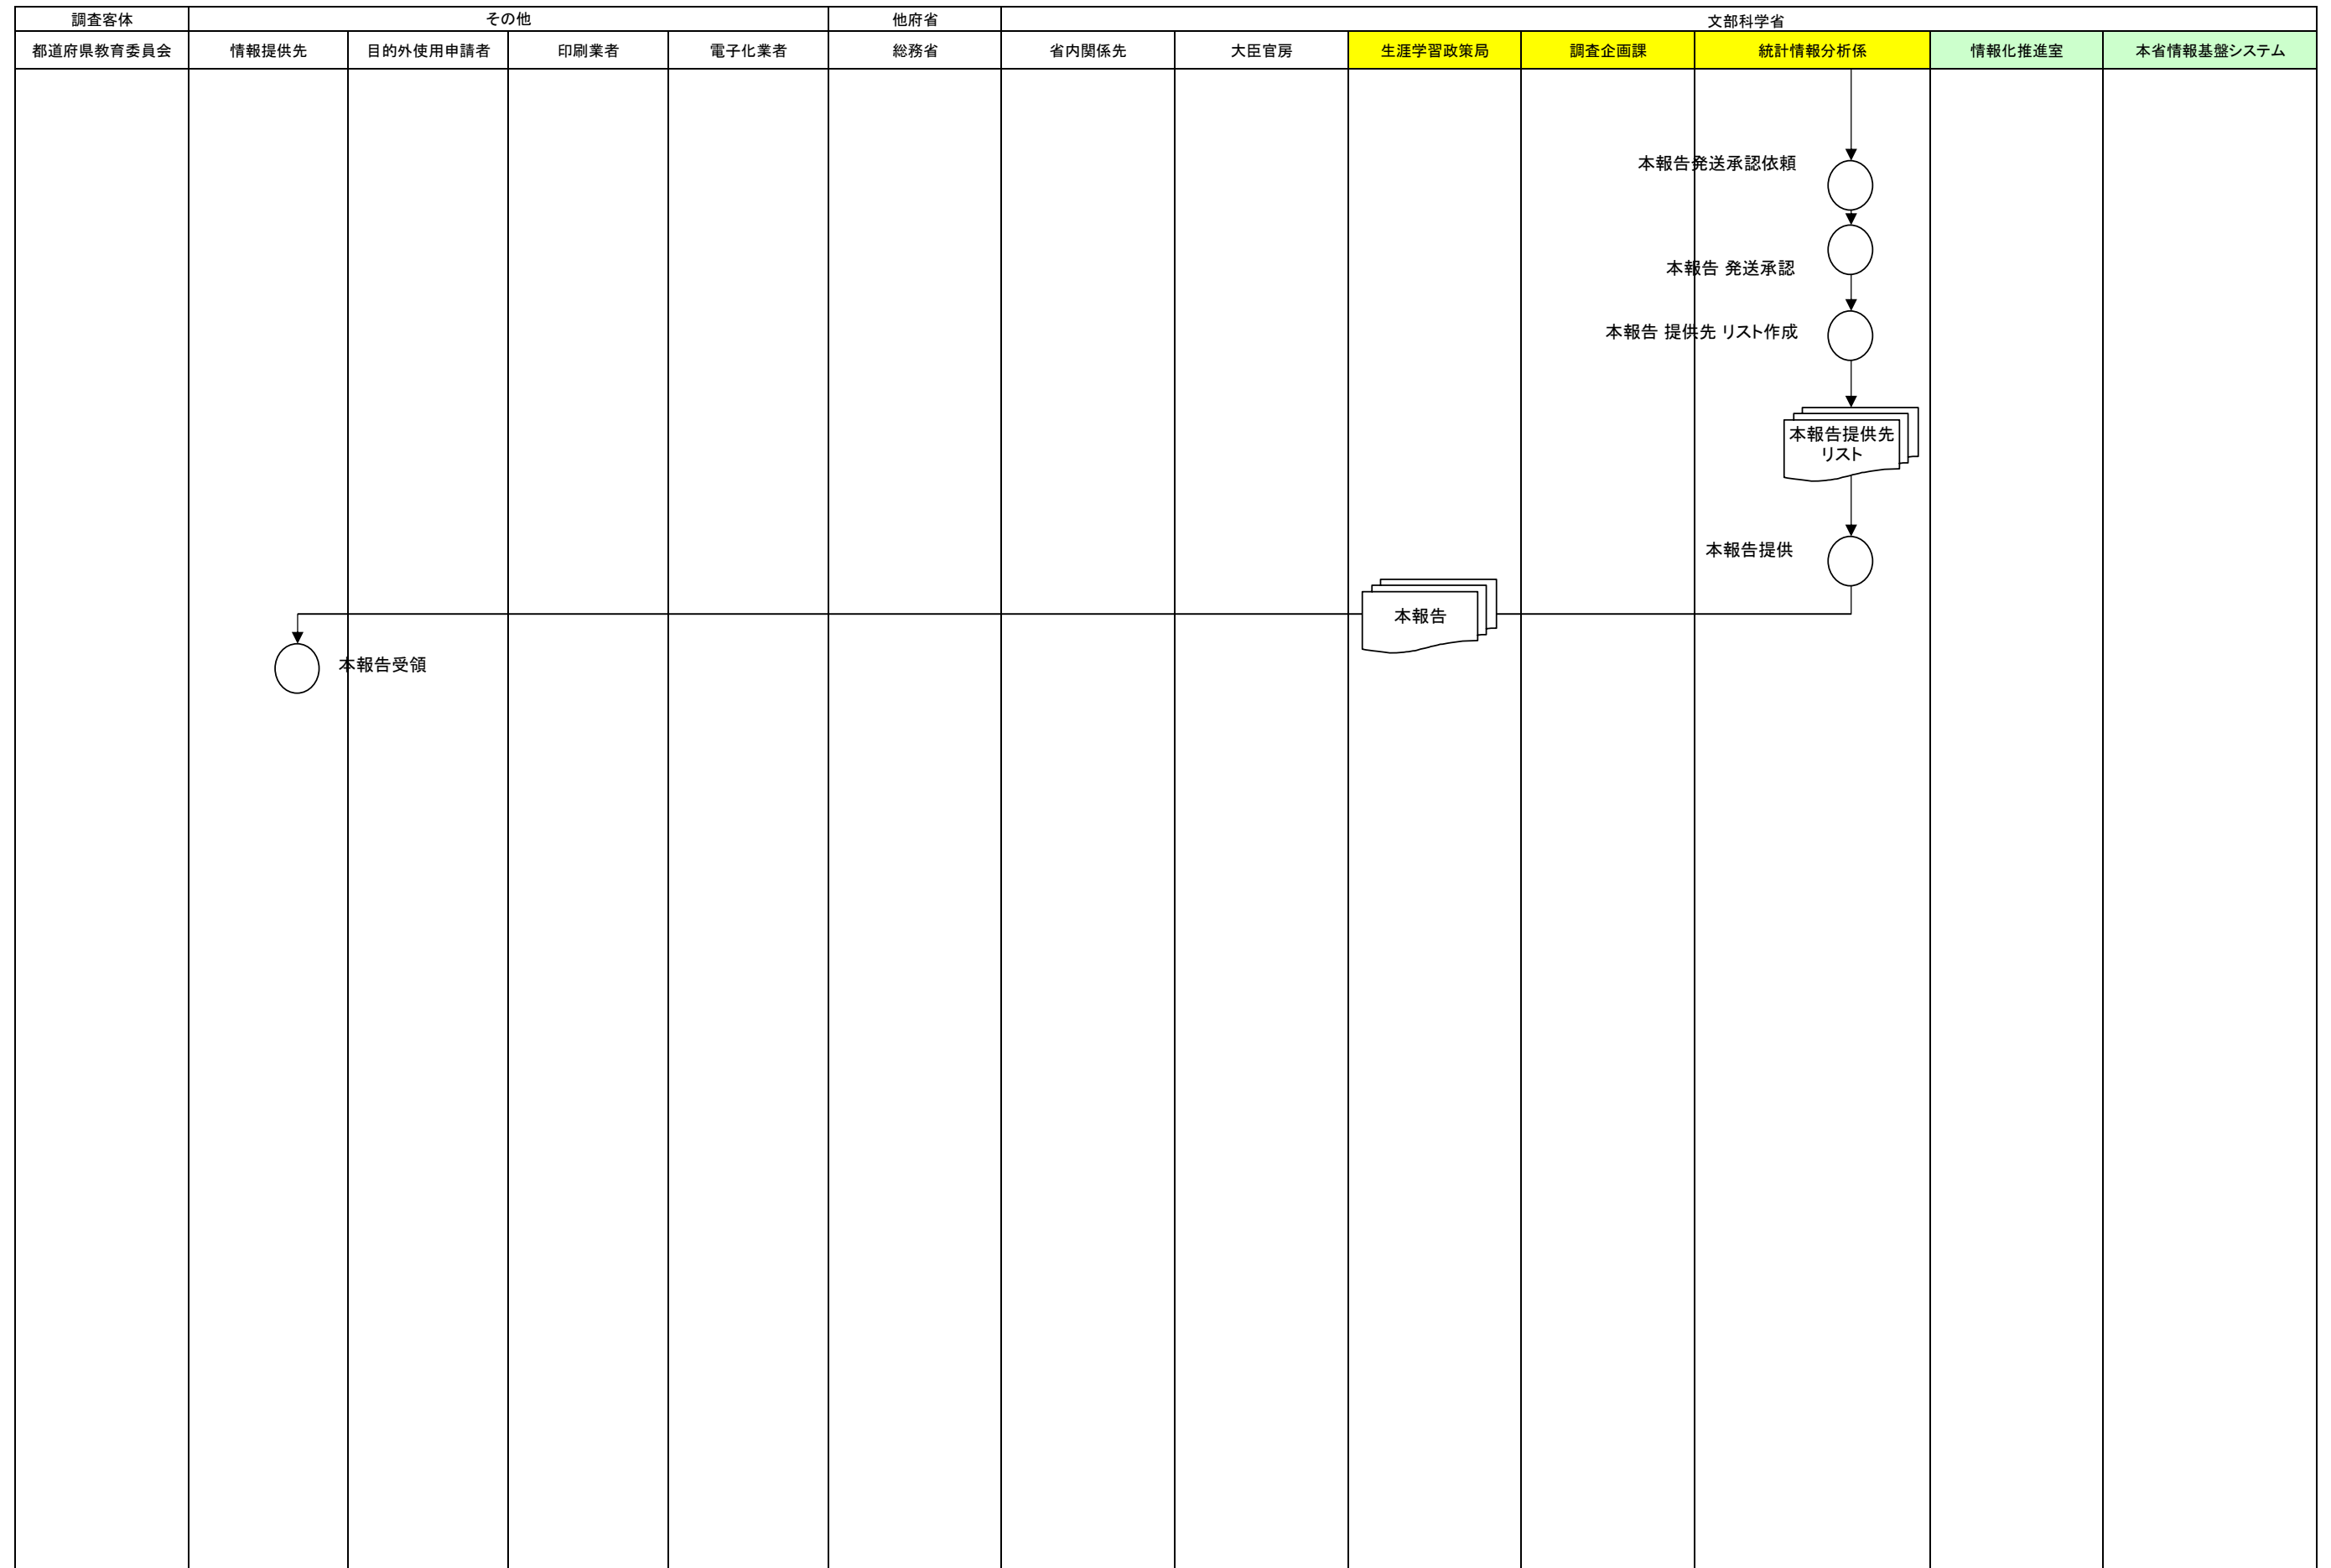 調査客体
その他
他府省
文部科学省
都道府県教育委員会
情報提供先
目的外使用申請者
印刷業者
電子化業者
総務省
省内関係先
大臣官房
生涯学習政策局
調査企画課
統計情報分析係
情報化推進室
本省情報基盤システム
本報告発送承認依頼
本報告 発送承認
本報告 提供先 リスト作成
本報告提供先
リスト
本報告提供
本報告
本報告受領